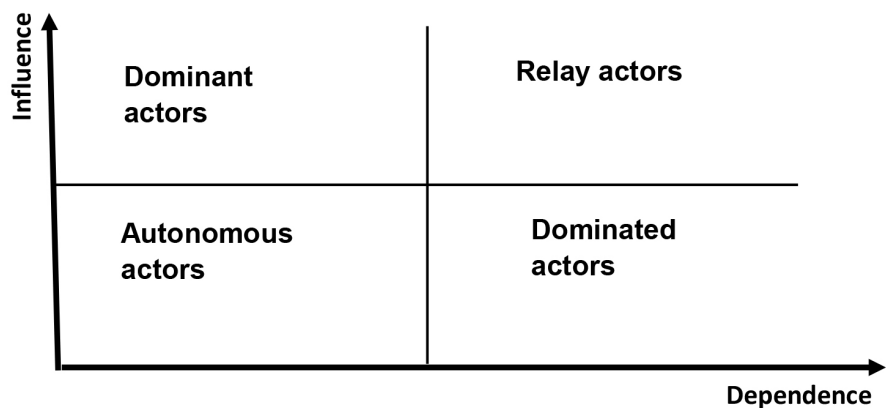 Influence
Dominant
actors
Relay actors
Autonomous
actors
Dominated
actors
Dependence